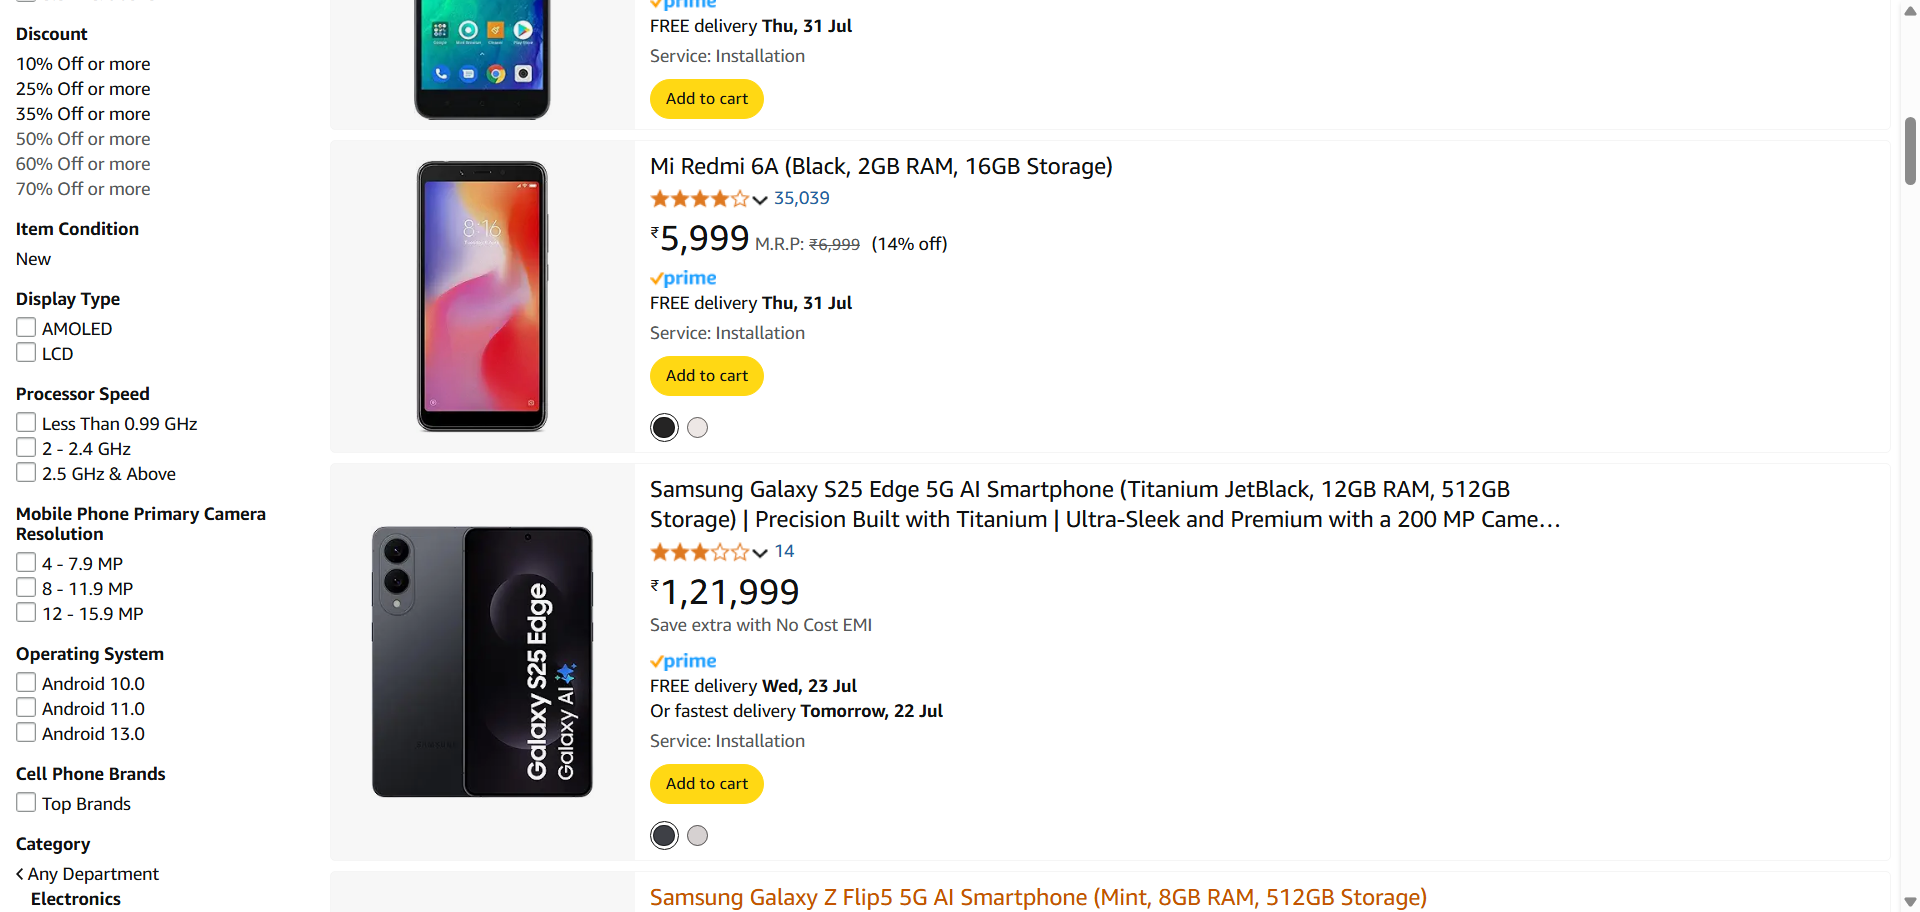 Discount
10% Off or more
25% Off or more
35% Off or more
50% Off or more
60% Off or more
70% Off or more
Item Condition
New
Display Type
AMOLED
LCD
Processor Speed
Less Than 0.99 GHz
2 - 2.4 GHz
2.5 GHz & Above
Mobile Phone Primary Camera
Resolution
4 - 7.9 MP
8 - 11.9 MP
12 - 15.9 MP
Operating System
Android 10.0
Android 11.0
Android 13.0
Cell Phone Brands
Top Brands
Category
Any Department
Electronics
prime
FREE delivery Thu, 31 Jul
Service: Installation
Add to cart
8:16
Mi Redmi 6A (Black, 2GB RAM, 16GB Storage)
35,039
₹5,999 M.R.P: ₹6,999 (14% off)
prime
FREE delivery Thu, 31 Jul
Service: Installation
Add to cart
Galaxy S25 Edge
Galaxy AI
Samsung Galaxy S25 Edge 5G AI Smartphone (Titanium JetBlack, 12GB RAM, 512GB
Storage) | Precision Built with Titanium | Ultra-Sleek and Premium with a 200 MP Came…
14
₹1,21,999
Save extra with No Cost EMI
prime
FREE delivery Wed, 23 Jul
Or fastest delivery Tomorrow, 22 Jul
Service: Installation
Add to cart
Samsung Galaxy Z Flip5 5G AI Smartphone (Mint, 8GB RAM, 512GB Storage)